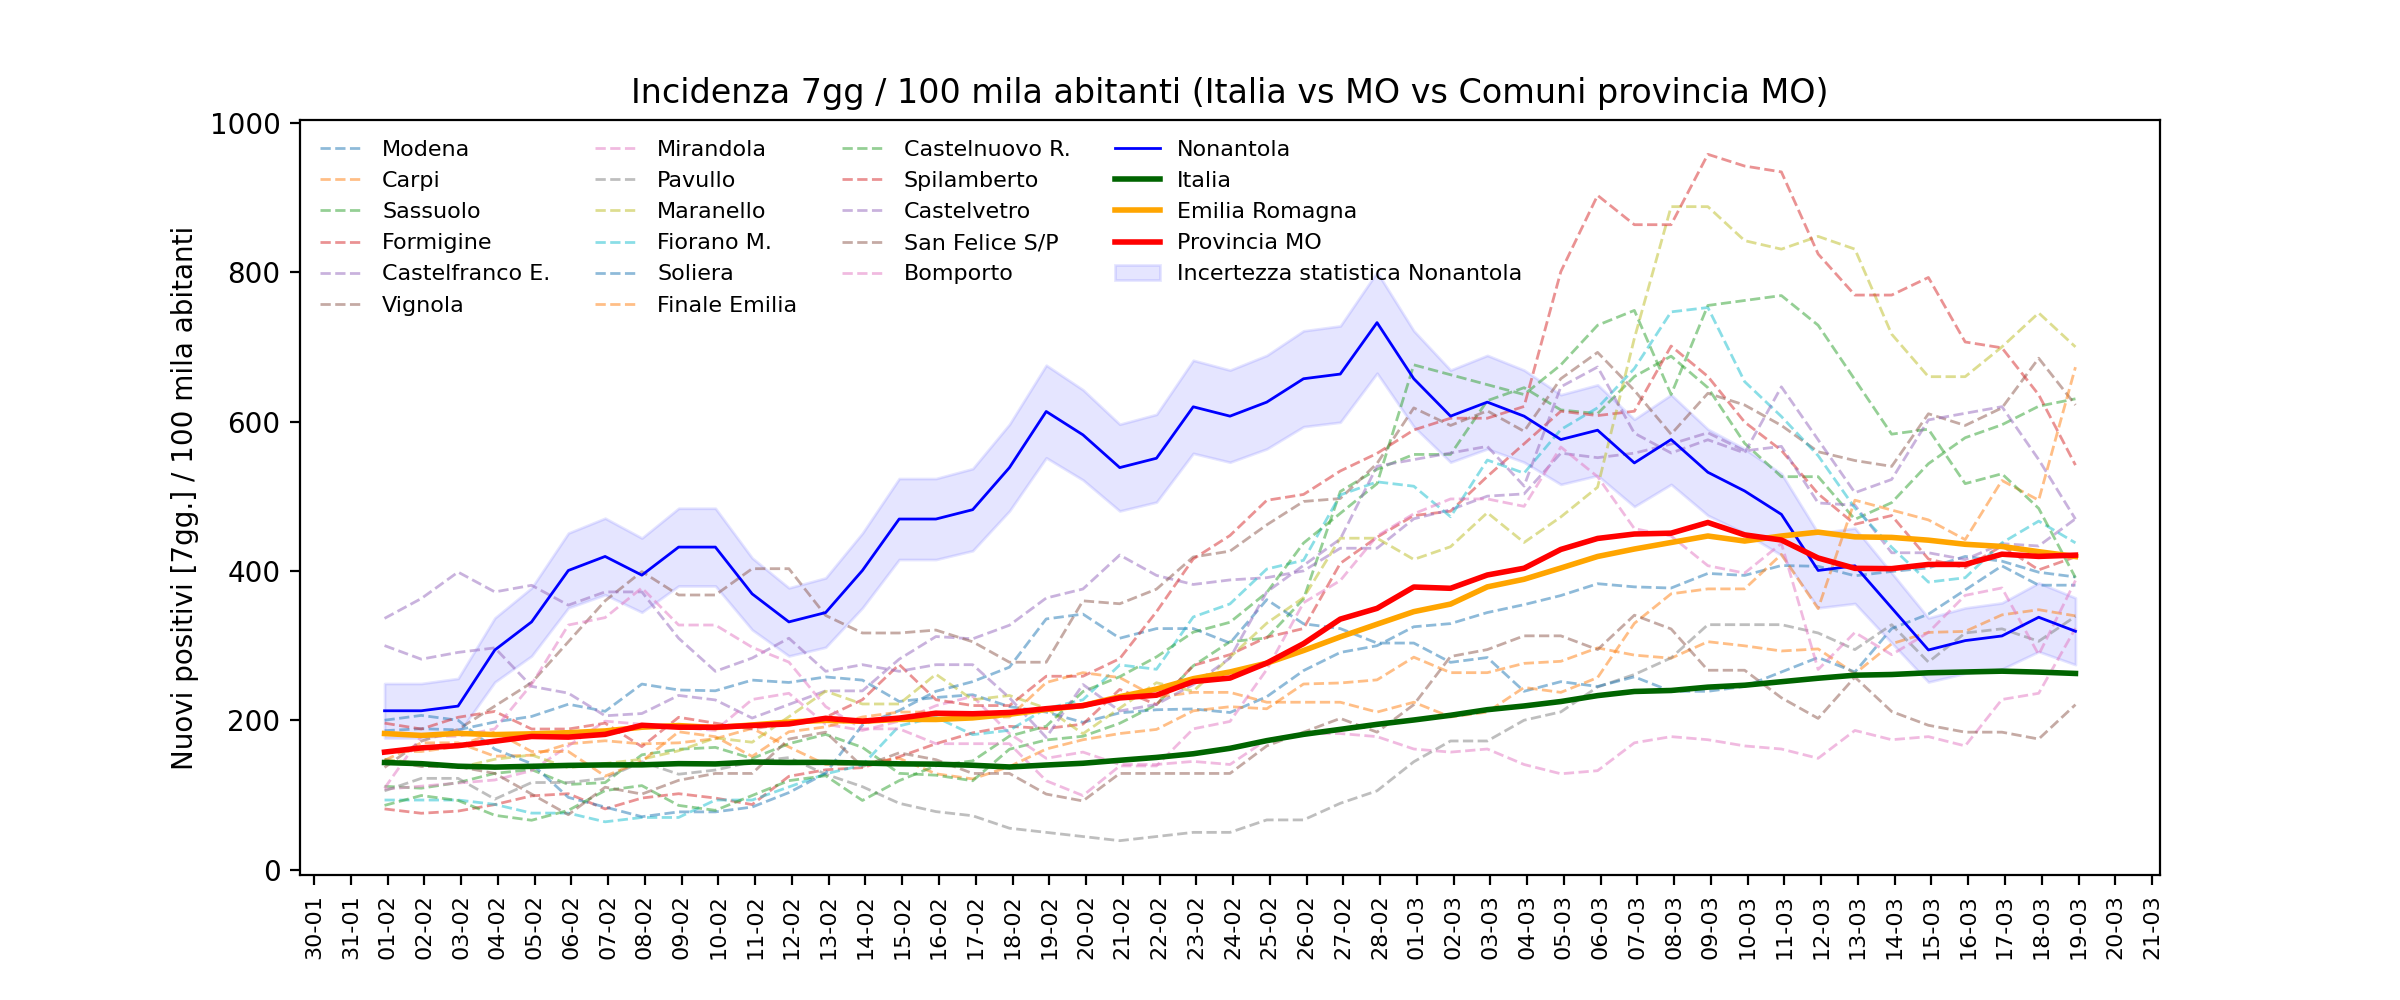 Incidenza 7gg / 100 mila abitanti (Italia vs MO vs Comuni provincia MO)
Nuovi positivi [7gg.] / 100 mila abitanti
1000
800
600
400
200
0
Modena
Carpi
Sassuolo
Formigine
Castelfranco E.
Vignola
Mirandola
Pavullo
Maranello
Fiorano M.
Soliera
Finale Emilia
Castelnuovo R.
Spilamberto
Castelvetro
San Felice S/P
Bomporto
Nonantola
Italia
Emilia Romagna
Provincia MO
Incertezza statistica Nonantola
30-01
31-01
01-02
02-02
03-02
04-02
05-02
06-02
07-02
08-02
09-02
10-02
11-02
12-02
13-02
14-02
15-02
16-02
17-02
18-02
19-02
20-02
21-02
22-02
23-02
24-02
25-02
26-02
27-02
28-02
01-03
02-03
03-03
04-03
05-03
06-03
07-03
08-03
09-03
10-03
11-03
12-03
13-03
14-03
15-03
16-03
17-03
18-03
19-03
20-03
21-03